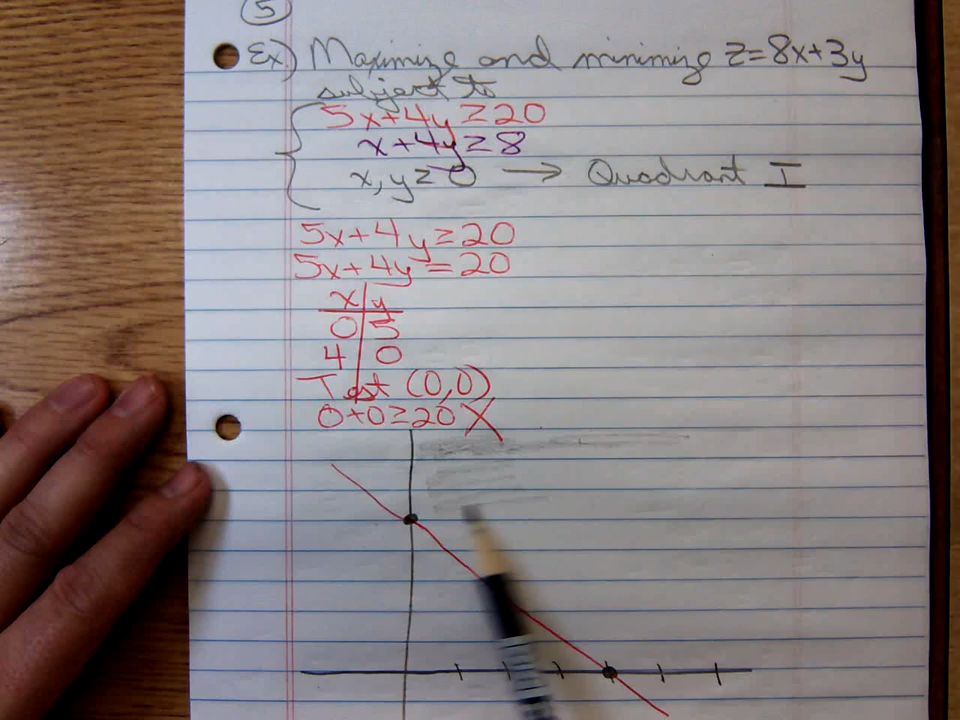 5
Ex.) Maximize and minimize z=8x+3y
subject to
5x+4y≥20
x+4y≥8
x,y≥0 → Quadrant I
5x+4y≥20
5x+4y=20
x y
0 5
4 0
Test (0,0)
0+0≥20 X